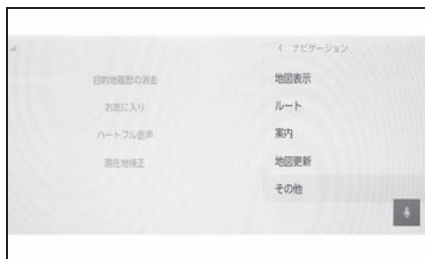 目的地履歴の消去
お気に入り
ハートフル音声
現在地補正
< ナビゲーション
地図表示
ルート
案内
地図更新
その他